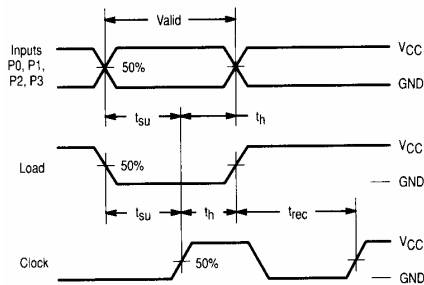 Valid
Inputs
P0, P1,
P2, P3
50%
VCC
GND
tsu
th
Load
50%
VCC
GND
tsu
th
trec
Clock
50%
VCC
GND